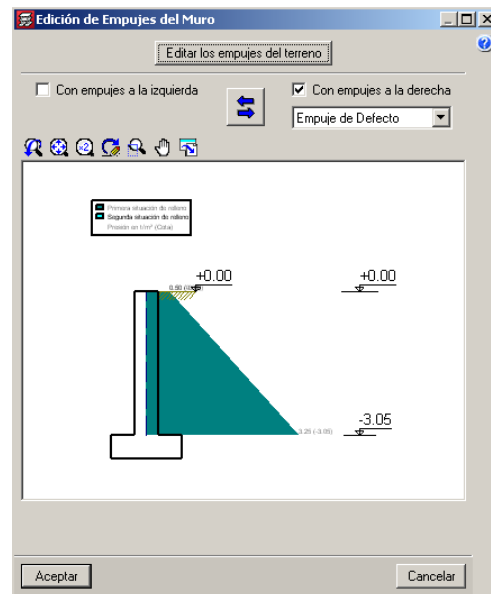 Edición de Empujes del Muro
Editar los empujes del terreno
Con empujes a la izquierda
Con empujes a la derecha
Empuje de Defecto
x2
Primera situación de relleno
Segunda situación de relleno
Presión en t/m² (Cota)
+0.00
+0.00
0.50
-3.05
3.25 (-3.05)
Aceptar
Cancelar